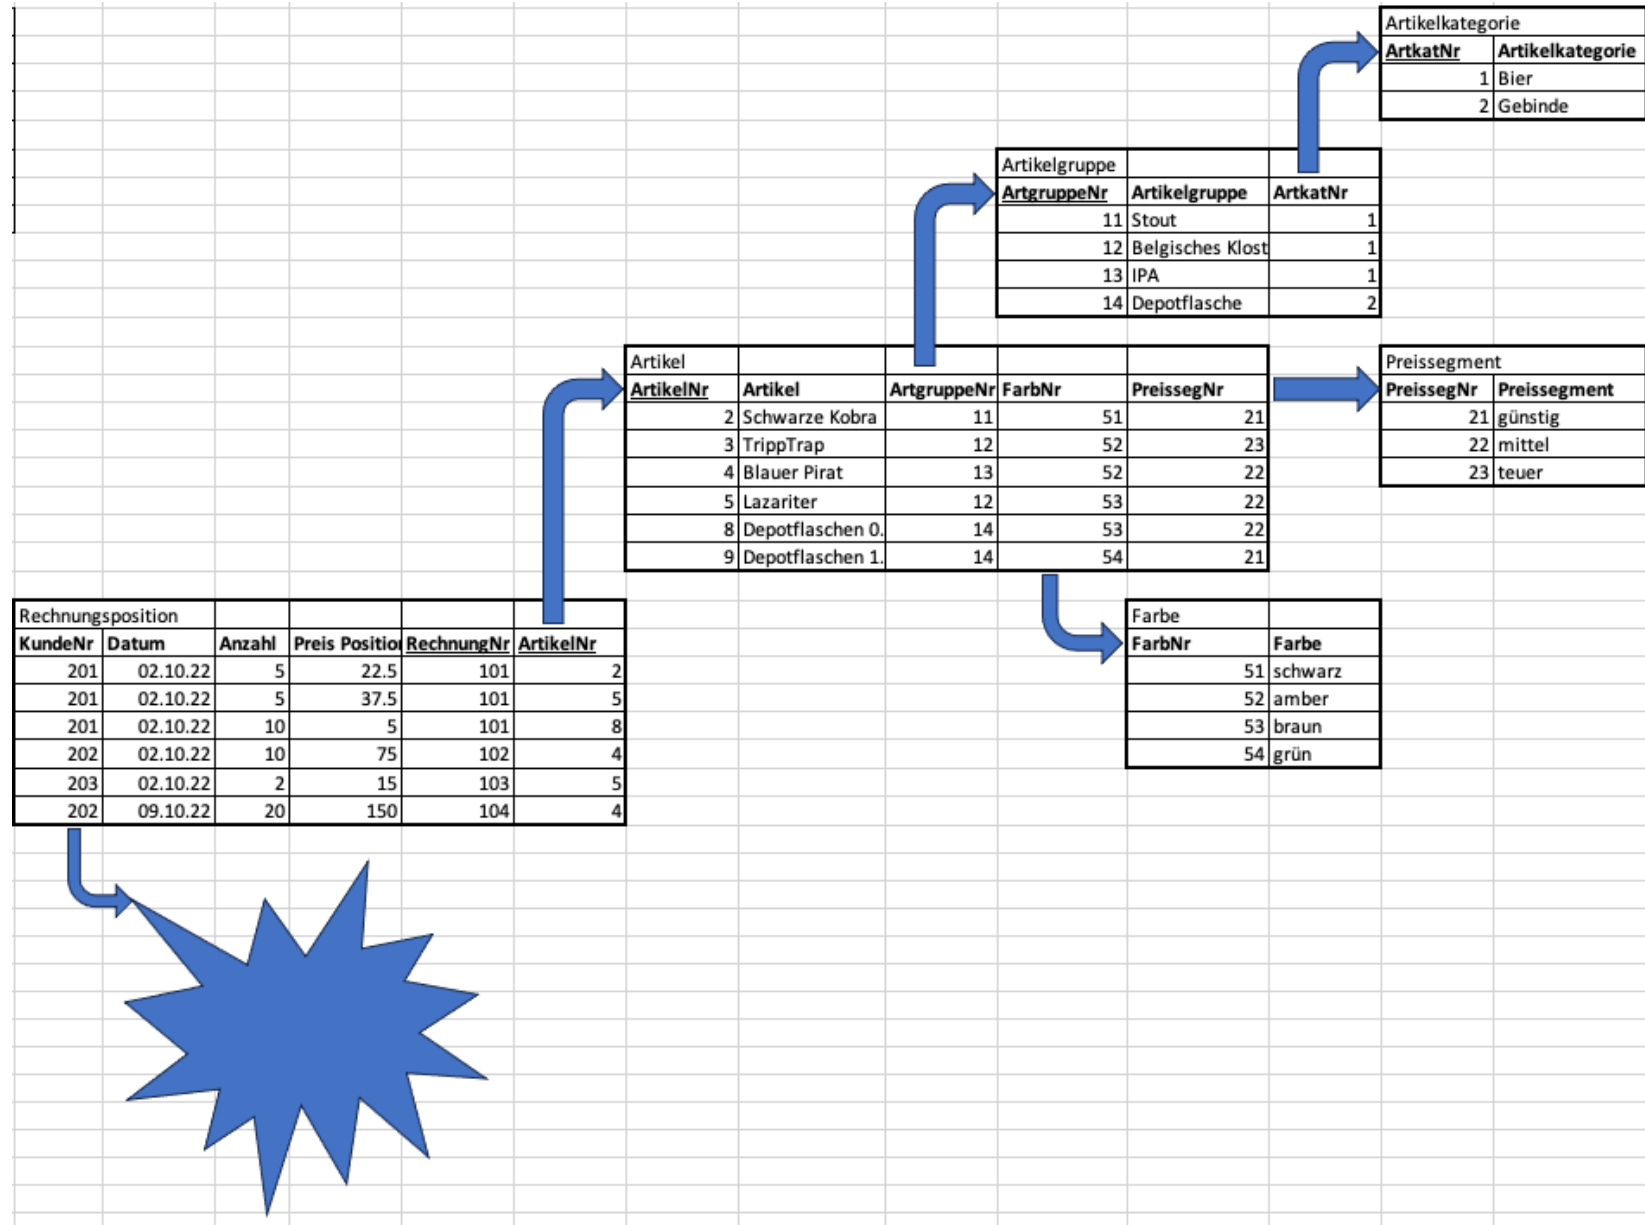 Artikelkategorie
ArtkatNr Artikelkategorie
1 Bier
2 Gebinde
Artikelgruppe
ArtgruppeNr Artikelgruppe ArtkatNr
11 Stout 1
12 Belgisches Klost 1
13 IPA 1
14 Depotflasche 2
Artikel
ArtikelNr Artikel ArtgruppeNr FarbNr PreissegNr
2 Schwarze Kobra 11 51 21
3 TrippTrap 12 52 23
4 Blauer Pirat 13 52 22
5 Lazariter 12 53 22
8 Depotflaschen 0. 14 53 22
9 Depotflaschen 1. 14 54 21
Preissegment
PreissegNr Preissegment
21 günstig
22 mittel
23 teuer
Rechnungsposition
KundeNr Datum Anzahl Preis Position RechnungNr ArtikelNr
201 02.10.22 5 22.5 101 2
201 02.10.22 5 37.5 101 5
201 02.10.22 10 5 101 8
202 02.10.22 10 75 102 4
203 02.10.22 2 15 103 5
202 09.10.22 20 150 104 4
Farbe
FarbNr Farbe
51 schwarz
52 amber
53 braun
54 grün